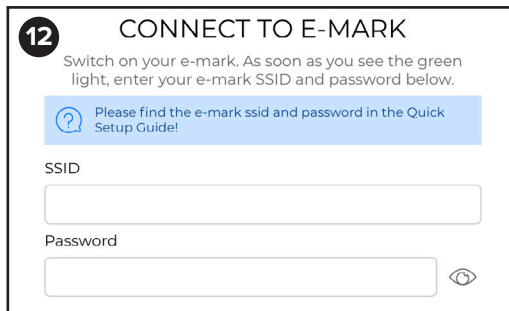 12
CONNECT TO E-MARK
Switch on your e-mark. As soon as you see the green
light, enter your e-mark SSID and password below.
Please find the e-mark ssid and password in the Quick
Setup Guide!
SSID
Password